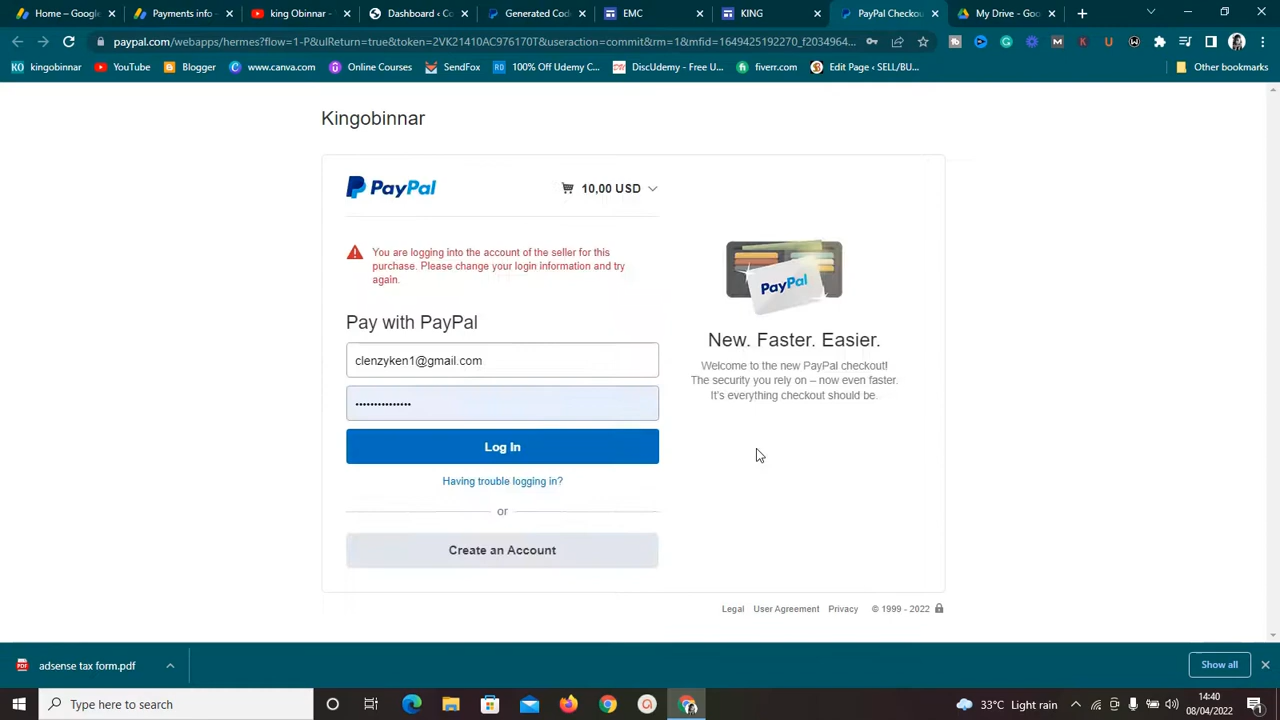 Home - Google
Payments info -
king Obinnar -
Dashboard ‹ Co
Generated Code
EMC
KING
PayPal Checkou
My Drive - Goo
paypal.com/webapps/hermes?flow=1-P&ulReturn=true&token=2VK21410AC976170T&useraction=commit&rm=1&mfid=1649425192270_f2034964...
kingobinnar
YouTube
Blogger
www.canva.com
Online Courses
SendFox
100% Off Udemy C...
DiscUdemy - Free U...
fiverr.com
Edit Page ‹ SELL/BU...
Other bookmarks
Kingobinnar
PayPal
10,00 USD
You are logging into the account of the seller for this
purchase. Please change your login information and try
again.
Pay with PayPal
clenzyken1@gmail.com
Log In
Having trouble logging in?
or
Create an Account
PayPal
New. Faster. Easier.
Welcome to the new PayPal checkout!
The security you rely on – now even faster.
It's everything checkout should be.
Legal User Agreement Privacy © 1999 - 2022
adsense tax form.pdf
Show all
Type here to search
33°C Light rain
14:40
08/04/2022